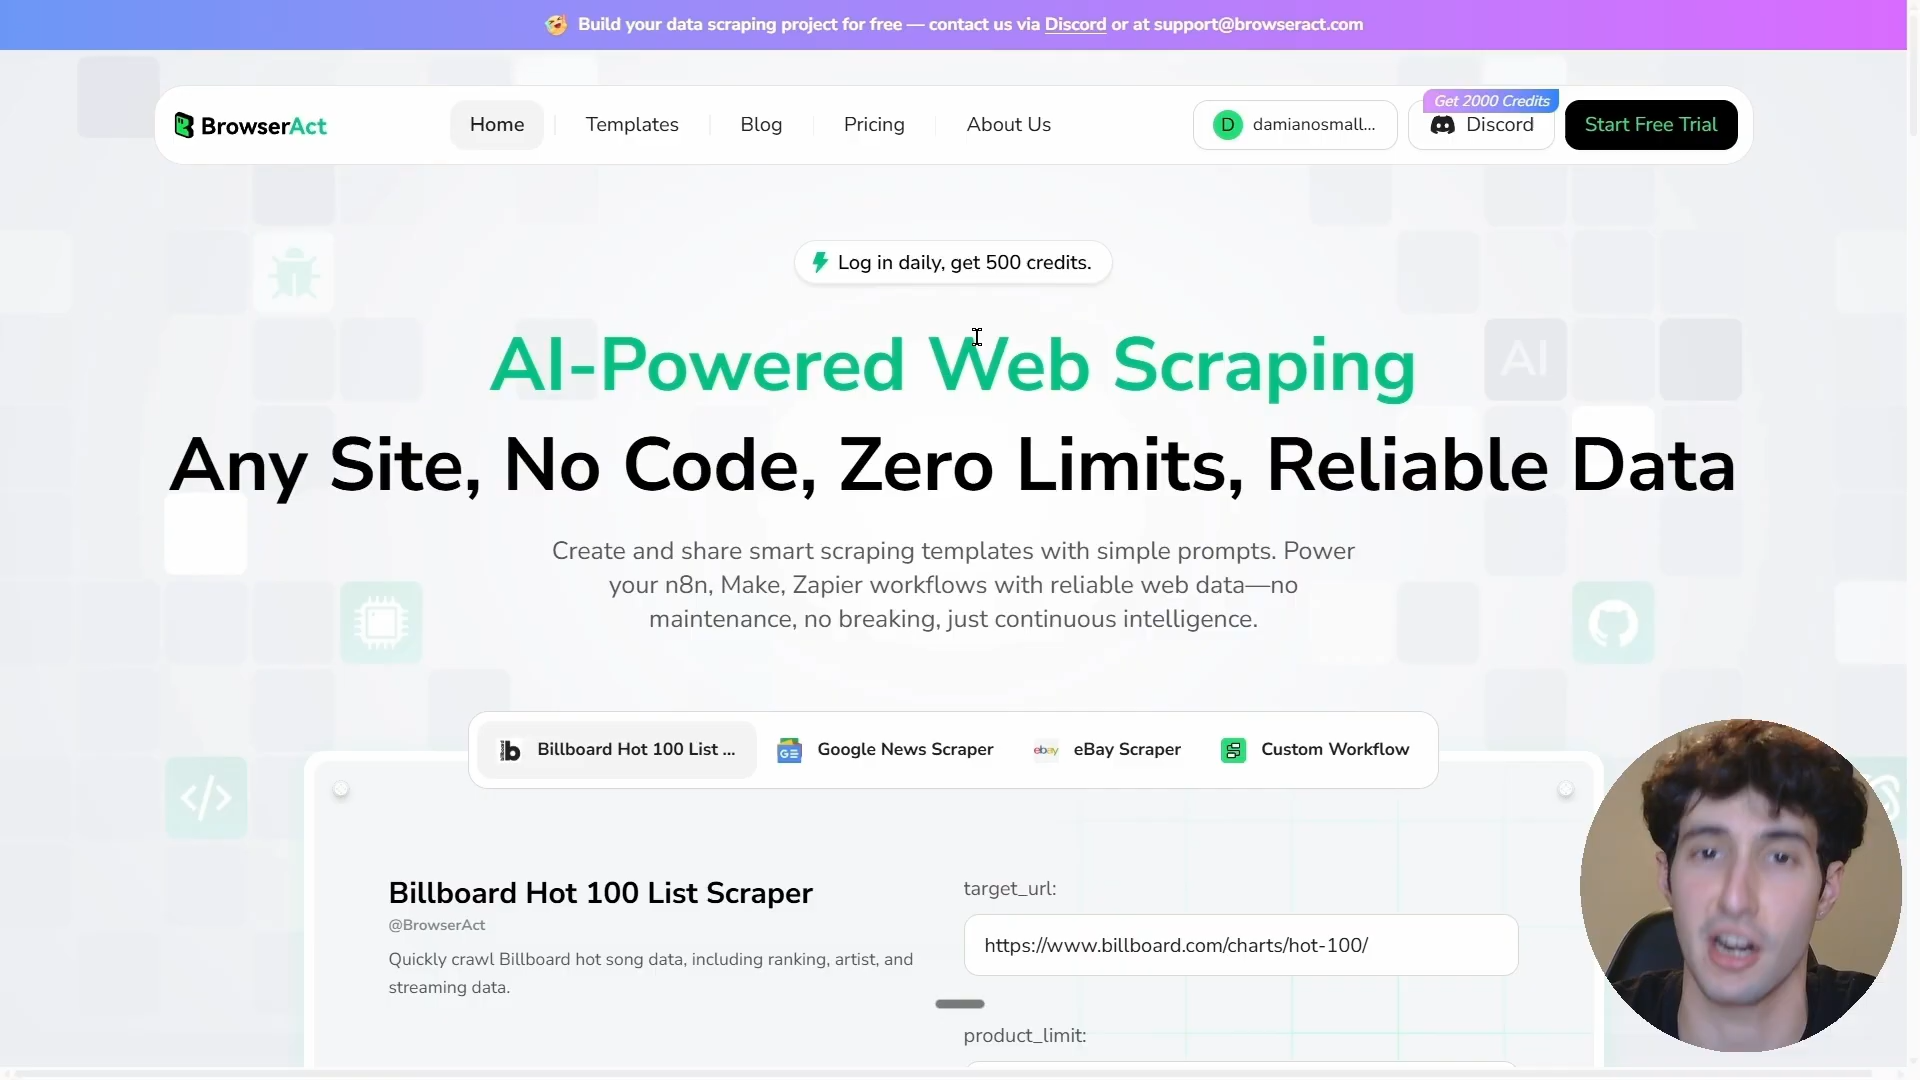 Build your data scraping project for free — contact us via Discord or at support@browseract.com
BrowserAct
Home
Templates
Blog
Pricing
About Us
D
damianosmall...
Get 2000 Credits
Discord
Start Free Trial
Log in daily, get 500 credits.
AI-Powered Web Scraping
AI
Any Site, No Code, Zero Limits, Reliable Data
Create and share smart scraping templates with simple prompts. Power
your n8n, Make, Zapier workflows with reliable web data—no
maintenance, no breaking, just continuous intelligence.
b
Billboard Hot 100 List ...
GE
Google News Scraper
ebay
eBay Scraper
Custom Workflow
</>
Billboard Hot 100 List Scraper
@BrowserAct
Quickly crawl Billboard hot song data, including ranking, artist, and
streaming data.
target_url:
https://www.billboard.com/charts/hot-100/
product_limit: